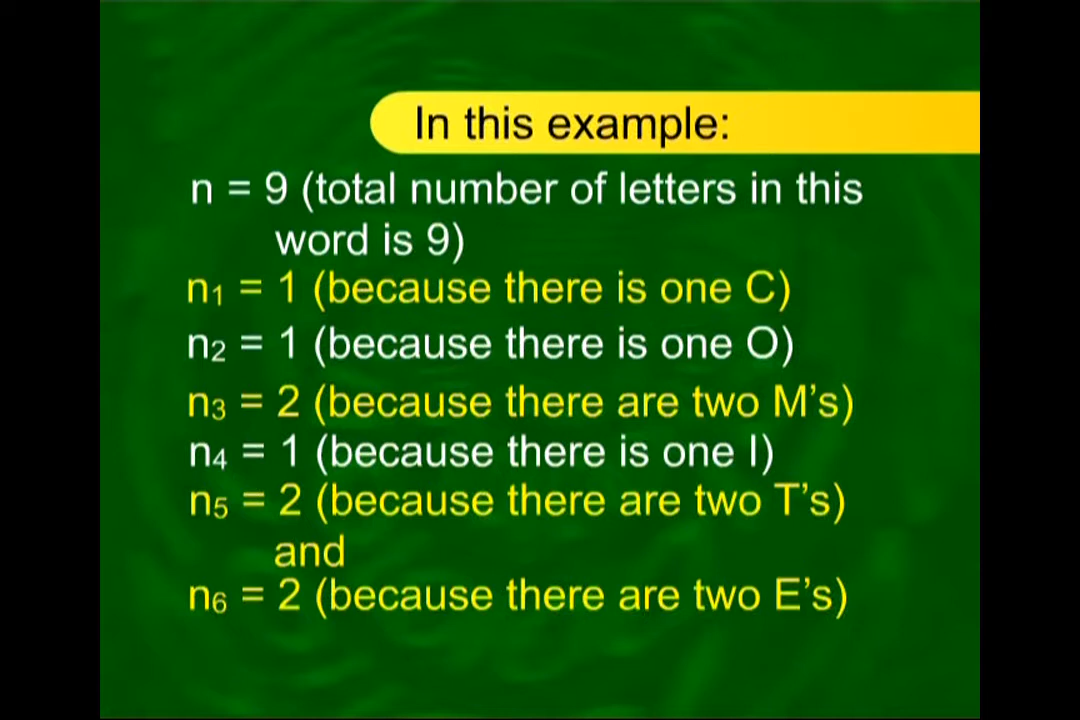 In this example:
n = 9 (total number of letters in this
word is 9)
n₁ = 1 (because there is one C)
n₂ = 1 (because there is one O)
n₃ = 2 (because there are two M’s)
n₄ = 1 (because there is one I)
n₅ = 2 (because there are two T’s)
and
n₆ = 2 (because there are two E’s)